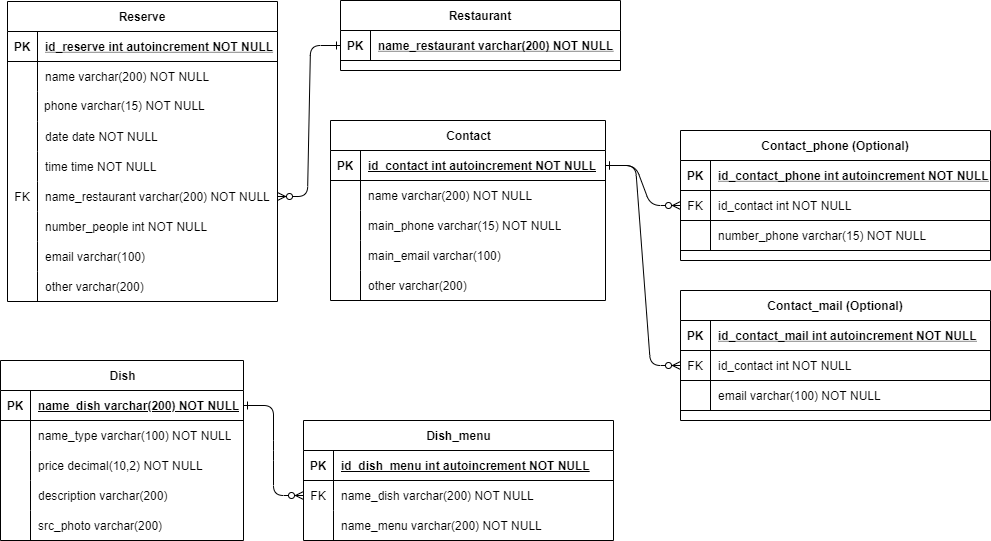 Reserve
PK id_reserve int autoincrement NOT NULL
name varchar(200) NOT NULL
phone varchar(15) NOT NULL
date date NOT NULL
time time NOT NULL
FK name_restaurant varchar(200) NOT NULL
number_people int NOT NULL
email varchar(100)
other varchar(200)
Restaurant
PK name_restaurant varchar(200) NOT NULL
Contact
PK id_contact int autoincrement NOT NULL
name varchar(200) NOT NULL
main_phone varchar(15) NOT NULL
main_email varchar(100)
other varchar(200)
Contact_phone (Optional)
PK id_contact_phone int autoincrement NOT NULL
FK id_contact int NOT NULL
number_phone varchar(15) NOT NULL
Contact_mail (Optional)
PK id_contact_mail int autoincrement NOT NULL
FK id_contact int NOT NULL
email varchar(100) NOT NULL
Dish
PK name_dish varchar(200) NOT NULL
name_type varchar(100) NOT NULL
price decimal(10,2) NOT NULL
description varchar(200)
src_photo varchar(200)
Dish_menu
PK id_dish_menu int autoincrement NOT NULL
FK name_dish varchar(200) NOT NULL
name_menu varchar(200) NOT NULL